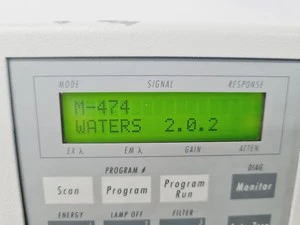 MODE SIGNAL RESPONSE
M-474
WATERS 2.0.2
EX λ EM λ GAIN ATTEN
PROGRAM # DIAG
Scan Program Program Run Monitor
ENERGY LAMP OFF FILTER